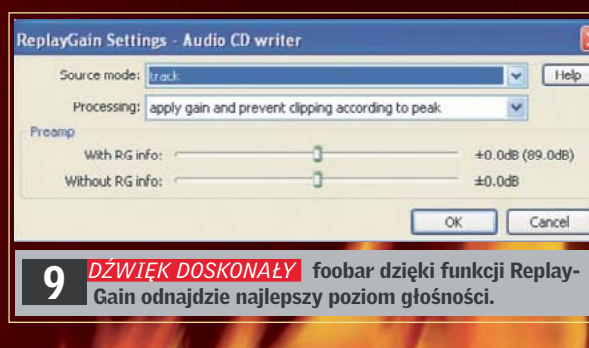 ReplayGain Settings - Audio CD writer
Source mode: track Help
Processing: apply gain and prevent clipping according to peak
Preamp
With RG info: ±0.0dB (89.0dB)
Without RG info: ±0.0dB
OK Cancel
9 DŹWIĘK DOSKONAŁY foobar dzięki funkcji Replay-
Gain odnajdzie najlepszy poziom głośności.